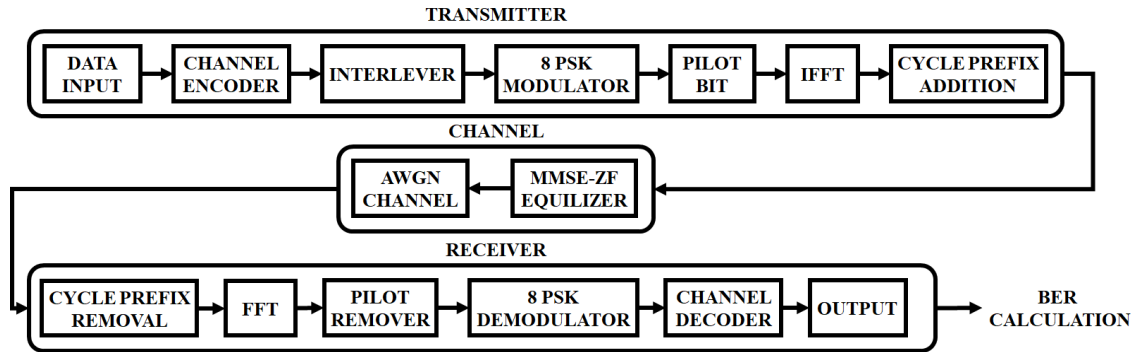 TRANSMITTER
DATA
INPUT
CHANNEL
ENCODER
INTERLEVER
8 PSK
MODULATOR
PILOT
BIT
IFFT
CYCLE PREFIX
ADDITION
CHANNEL
AWGN
CHANNEL
MMSE-ZF
EQUILIZER
RECEIVER
CYCLE PREFIX
REMOVAL
FFT
PILOT
REMOVER
8 PSK
DEMODULATOR
CHANNEL
DECODER
OUTPUT
BER
CALCULATION